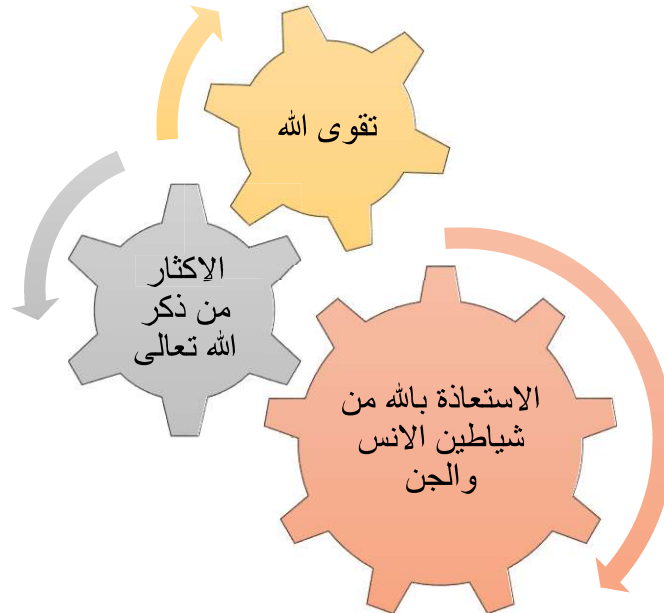 تقوى الله
الإكثار
من ذكر
الله تعالى
الاستعاذة بالله من
شياطين الانس
والجن